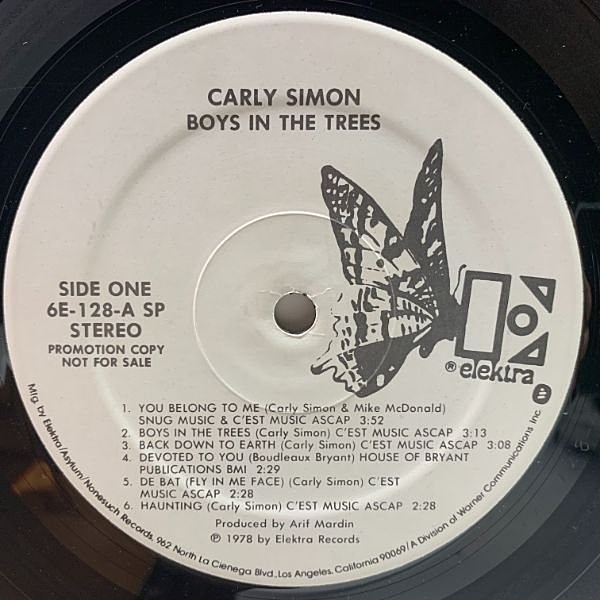 CARLY SIMON
BOYS IN THE TREES
SIDE ONE
6E-128-A SP
STEREO
PROMOTION COPY
NOT FOR SALE
® elektra
1. YOU BELONG TO ME (Carly Simon & Mike McDonald)
SNUG MUSIC & C'EST MUSIC ASCAP 3:52
2. BOYS IN THE TREES (Carly Simon) C'EST MUSIC ASCAP 3:13
3. BACK DOWN TO EARTH (Carly Simon) C'EST MUSIC ASCAP 3:08
4. DEVOTED TO YOU (Boudleaux Bryant) HOUSE OF BRYANT
PUBLICATIONS BMI 2:29
5. DE BAT (FLY IN ME FACE) (Carly Simon) C'EST
MUSIC ASCAP 2:28
6. HAUNTING (Carly Simon) C'EST MUSIC ASCAP 2:28
Produced by Arif Mardin
℗ 1978 by Elektra Records
Mfg. by Elektra/Asylum/Nonesuch Records, 962 North La Cienega Blvd., Los Angeles, California 90069/A Division of Warner Communications Inc.